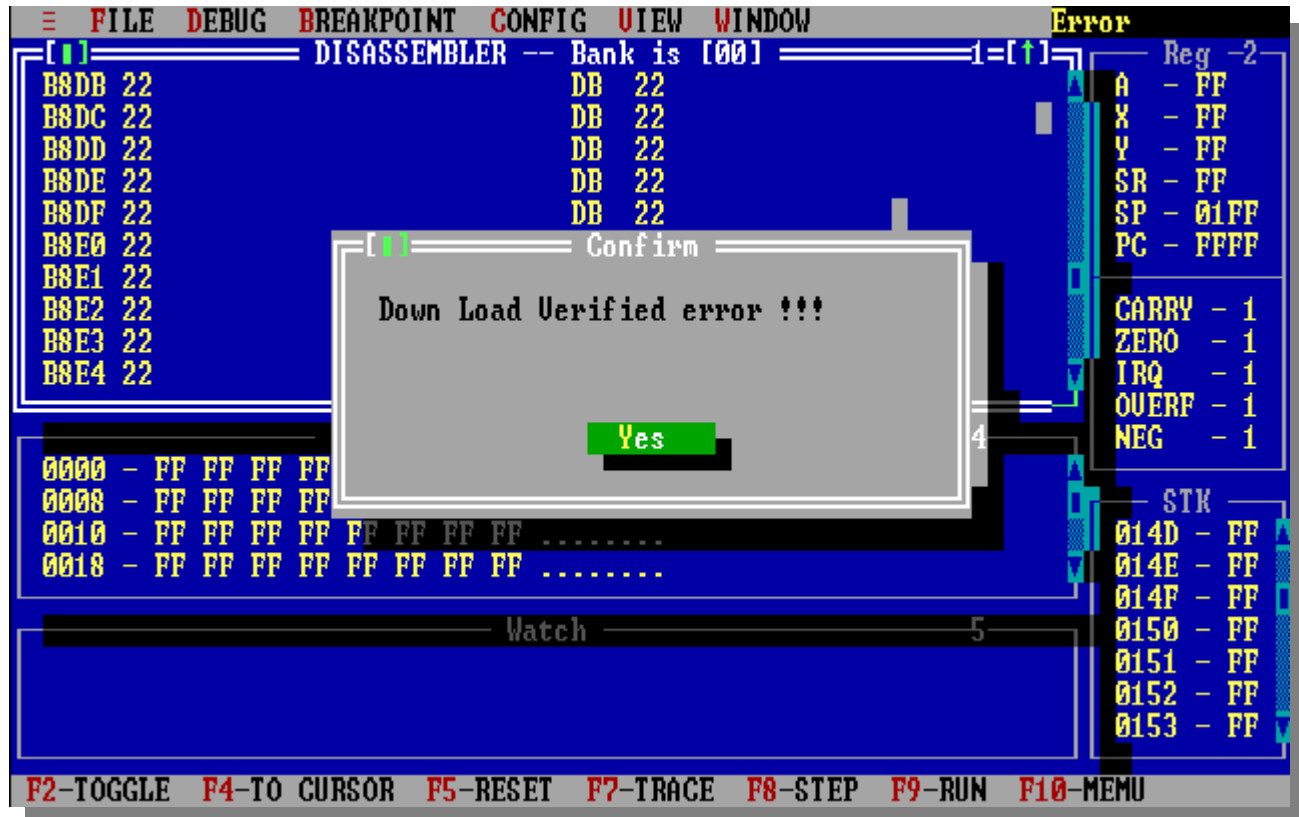 ≡ FILE DEBUG BREAKPOINT CONFIG VIEW WINDOW Error
[▮] DISASSEMBLER -- Bank is [00] 1=[↑]
B8DB 22 DB 22
B8DC 22 DB 22
B8DD 22 DB 22
B8DE 22 DB 22
B8DF 22 DB 22
B8E0 22
B8E1 22
B8E2 22
B8E3 22
B8E4 22
[▮] Confirm
Down Load Verified error !!!
Yes
4
0000 - FF FF FF FF
0008 - FF FF FF FF
0010 - FF FF FF FF FF FF FF FF ........
0018 - FF FF FF FF FF FF FF FF ........
Watch 5
Reg -2
A - FF
X - FF
Y - FF
SR - FF
SP - 01FF
PC - FFFF
CARRY - 1
ZERO - 1
IRQ - 1
OVERF - 1
NEG - 1
STK
014D - FF
014E - FF
014F - FF
0150 - FF
0151 - FF
0152 - FF
0153 - FF
F2-TOGGLE F4-TO CURSOR F5-RESET F7-TRACE F8-STEP F9-RUN F10-MEMU